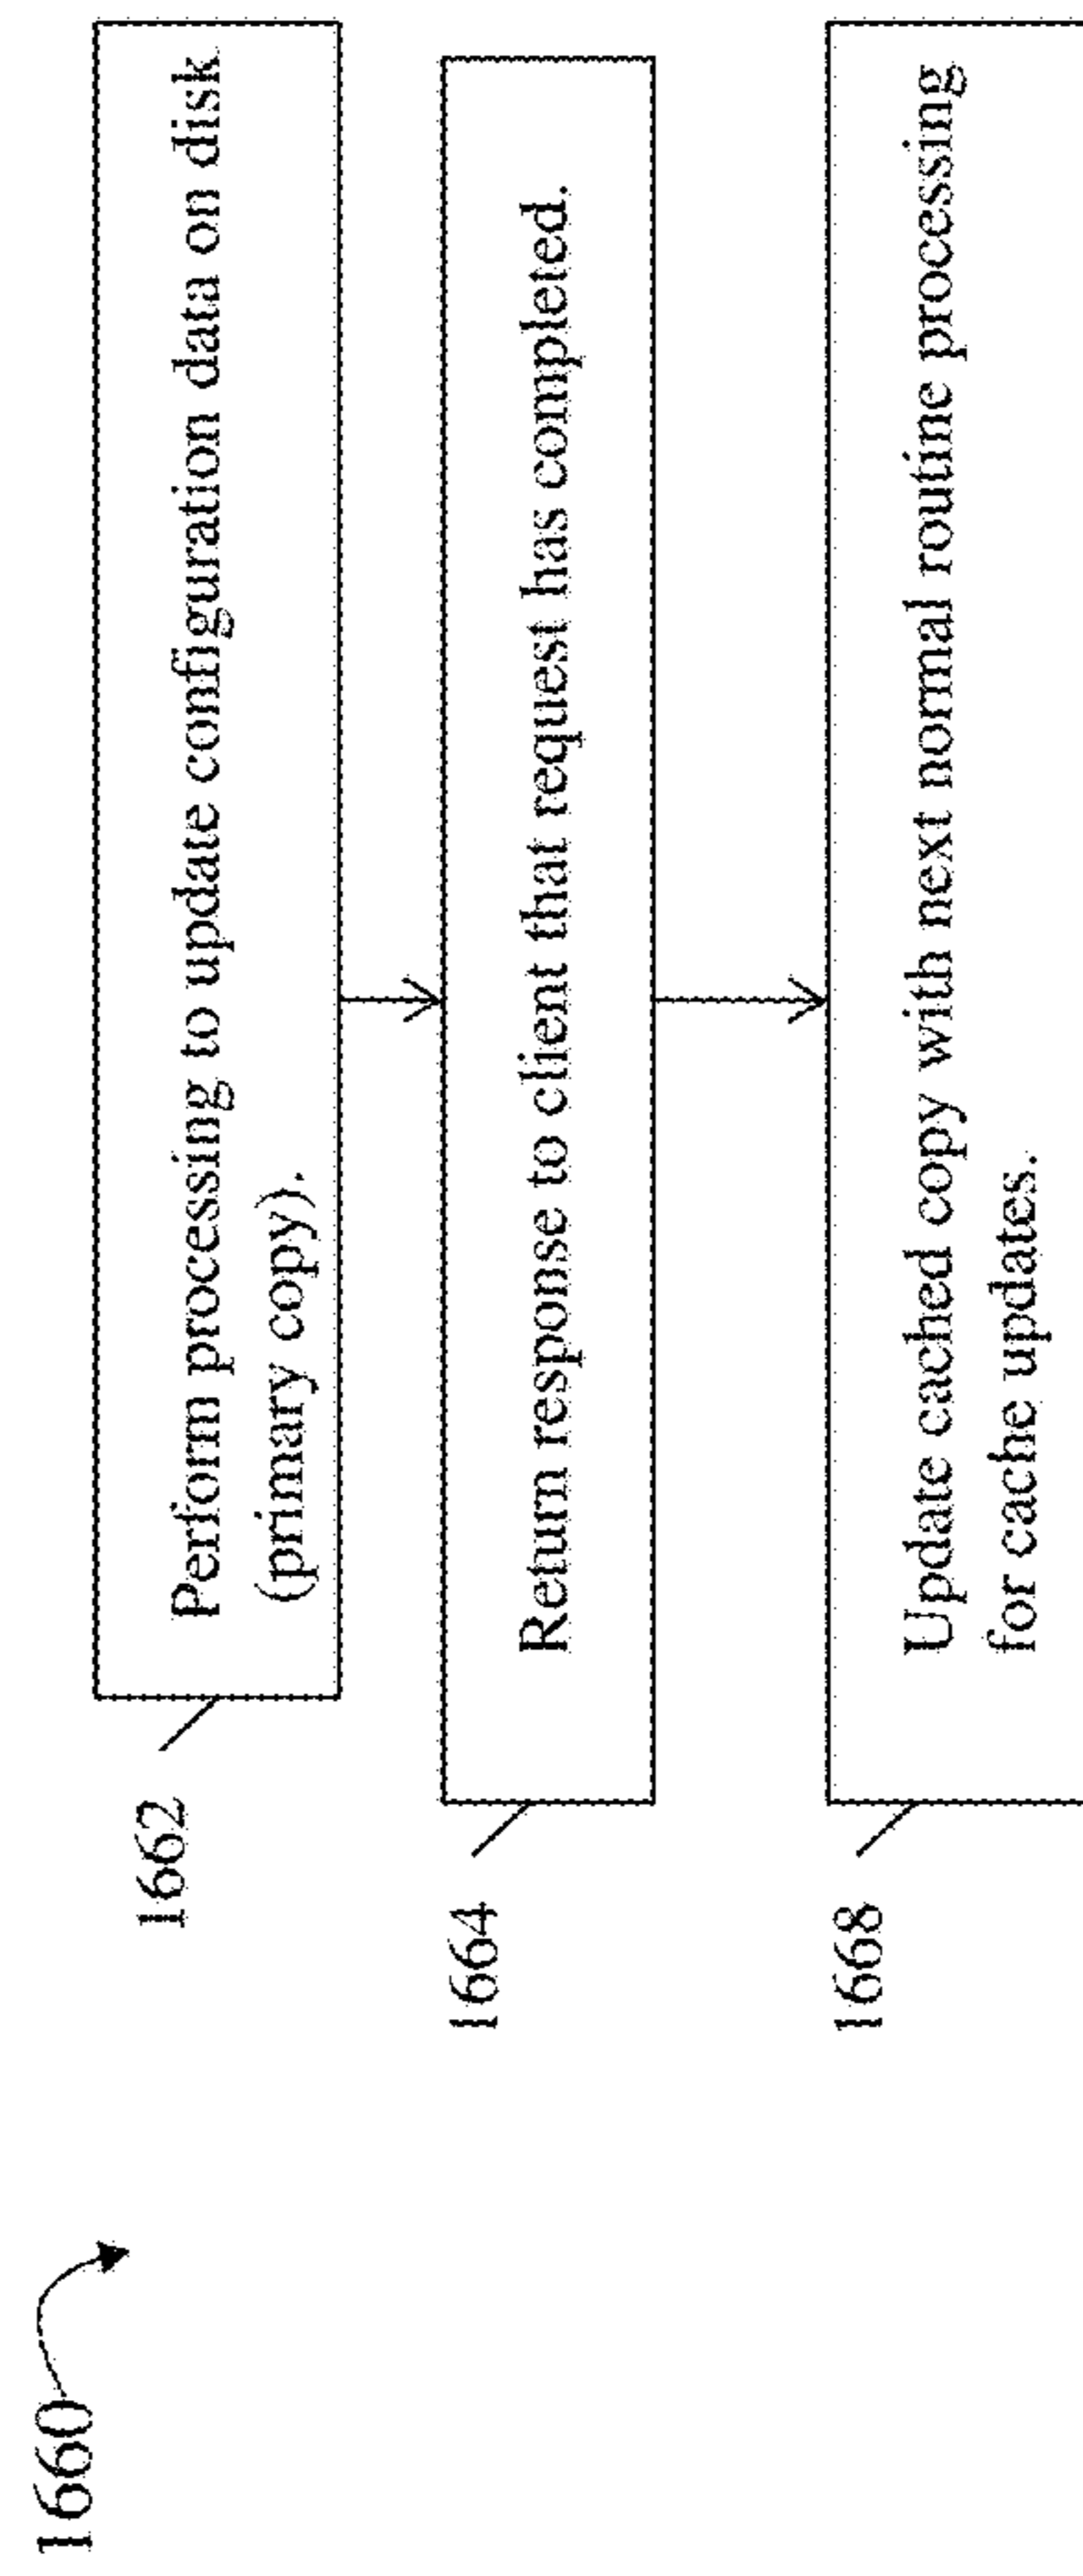 1660
1662
Perform processing to update configuration data on disk
(primary copy).
1664
Return response to client that request has completed.
1668
Update cached copy with next normal routine processing
for cache updates.